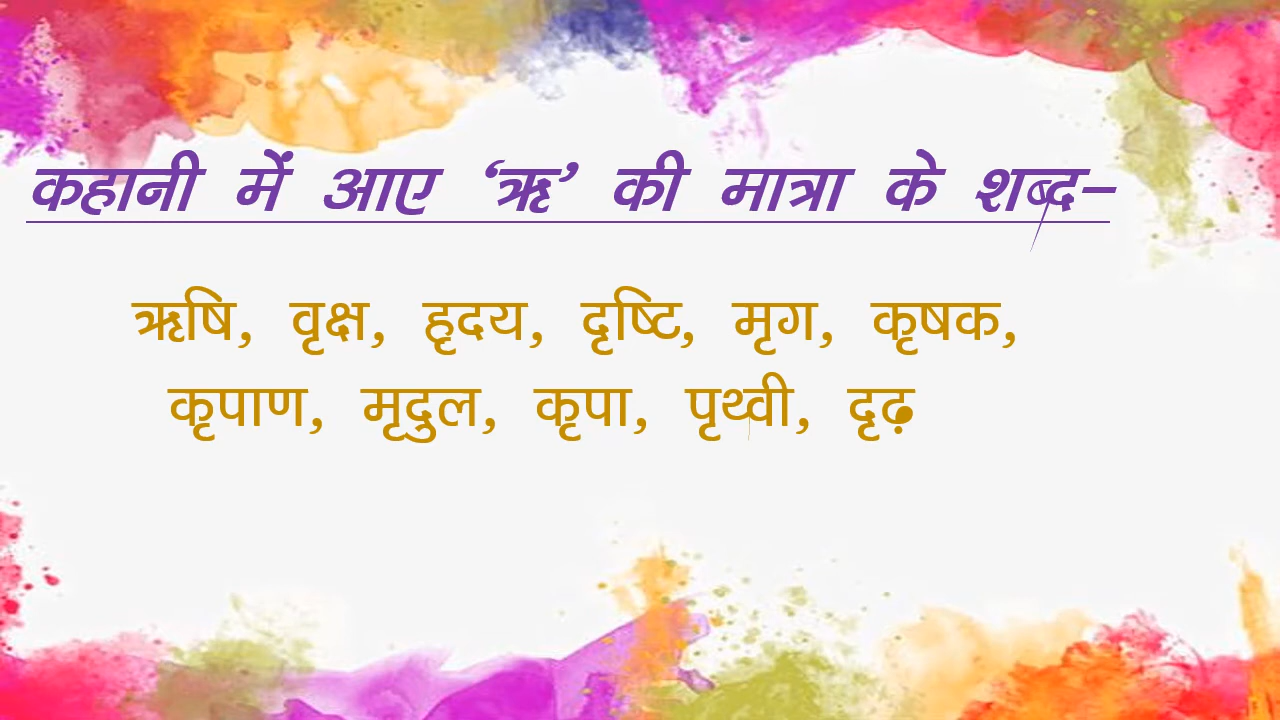 कहानी में आए ‘ऋ’ की मात्रा के शब्द–
ऋषि, वृक्ष, हृदय, दृष्टि, मृग, कृषक,
कृपाण, मृदुल, कृपा, पृथ्वी, दृढ़